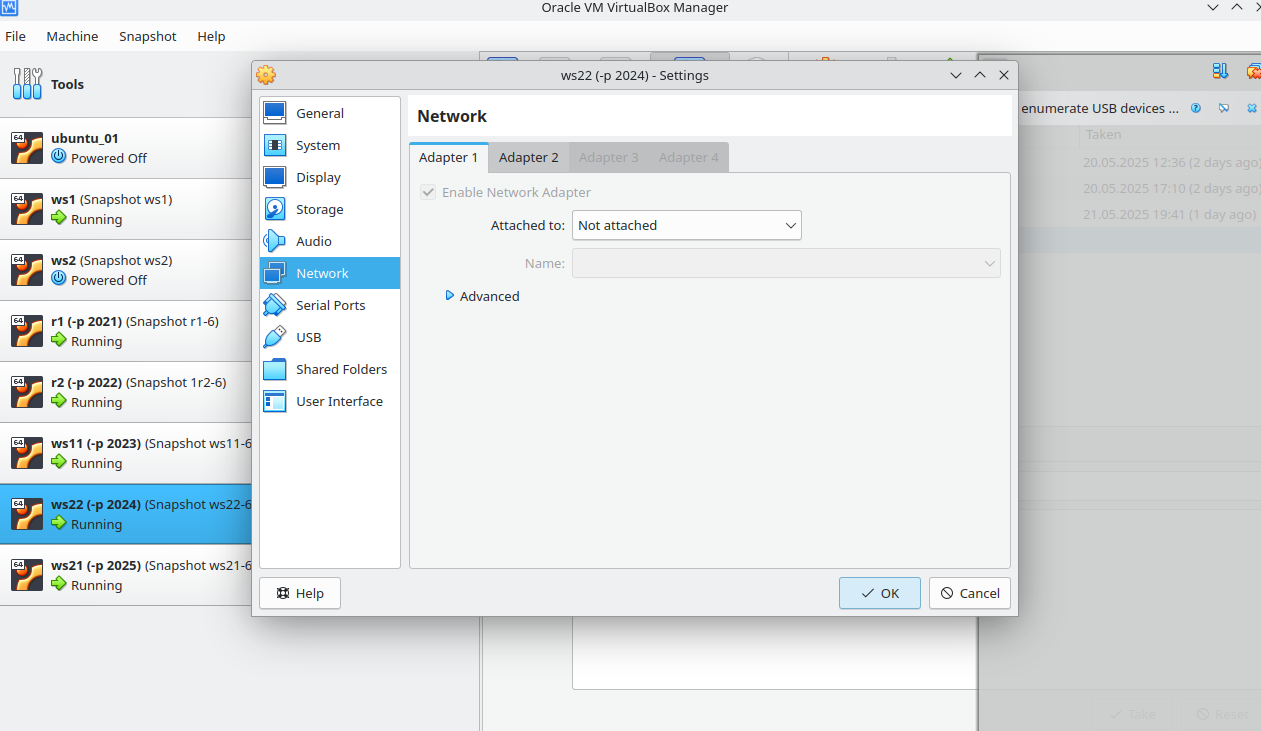 Oracle VM VirtualBox Manager
File Machine Snapshot Help
Tools
64 ubuntu_01
Powered Off
64 ws1 (Snapshot ws1)
Running
64 ws2 (Snapshot ws2)
Powered Off
64 r1 (-p 2021) (Snapshot r1-6)
Running
64 r2 (-p 2022) (Snapshot 1r2-6)
Running
64 ws11 (-p 2023) (Snapshot ws11-6
Running
64 ws22 (-p 2024) (Snapshot ws22-6
Running
64 ws21 (-p 2025) (Snapshot ws21-6
Running
ws22 (-p 2024) - Settings
General
System
Display
Storage
Audio
Network
Serial Ports
USB
Shared Folders
User Interface
Network
Adapter 1 Adapter 2 Adapter 3 Adapter 4
Enable Network Adapter
Attached to: Not attached
Name:
Advanced
Help OK Cancel
enumerate USB devices ...
Taken
20.05.2025 12:36 (2 days ago)
20.05.2025 17:10 (2 days ago)
21.05.2025 19:41 (1 day ago)
Take Reset